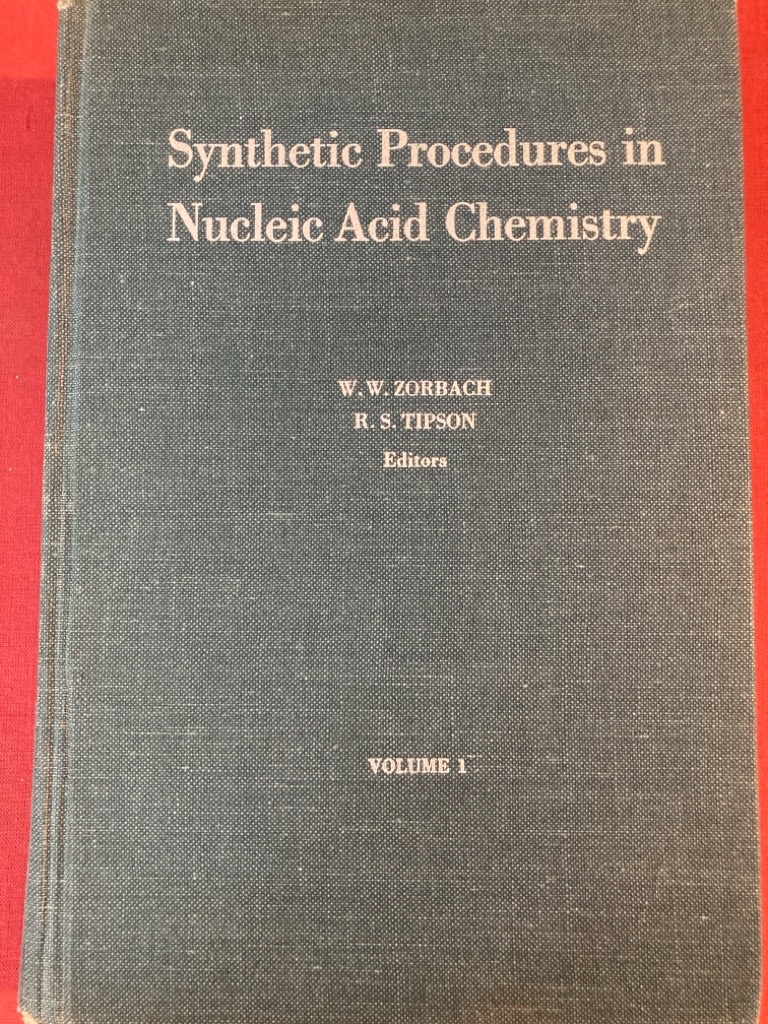 Synthetic Procedures in
Nucleic Acid Chemistry
W. W. ZORBACH
R. S. TIPSON
Editors
VOLUME 1